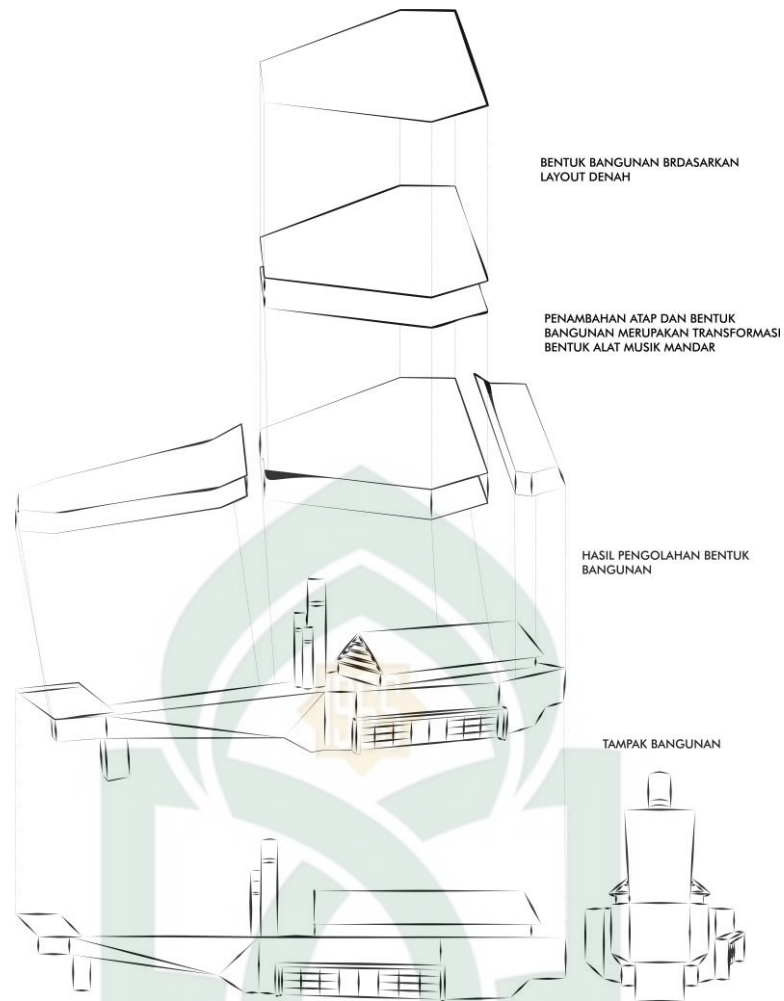 BENTUK BANGUNAN BRDASARKAN
LAYOUT DENAH
PENAMBAHAN ATAP DAN BENTUK
BANGUNAN MERUPAKAN TRANSFORMASI
BENTUK ALAT MUSIK MANDAR
HASIL PENGOLAHAN BENTUK
BANGUNAN
TAMPAK BANGUNAN